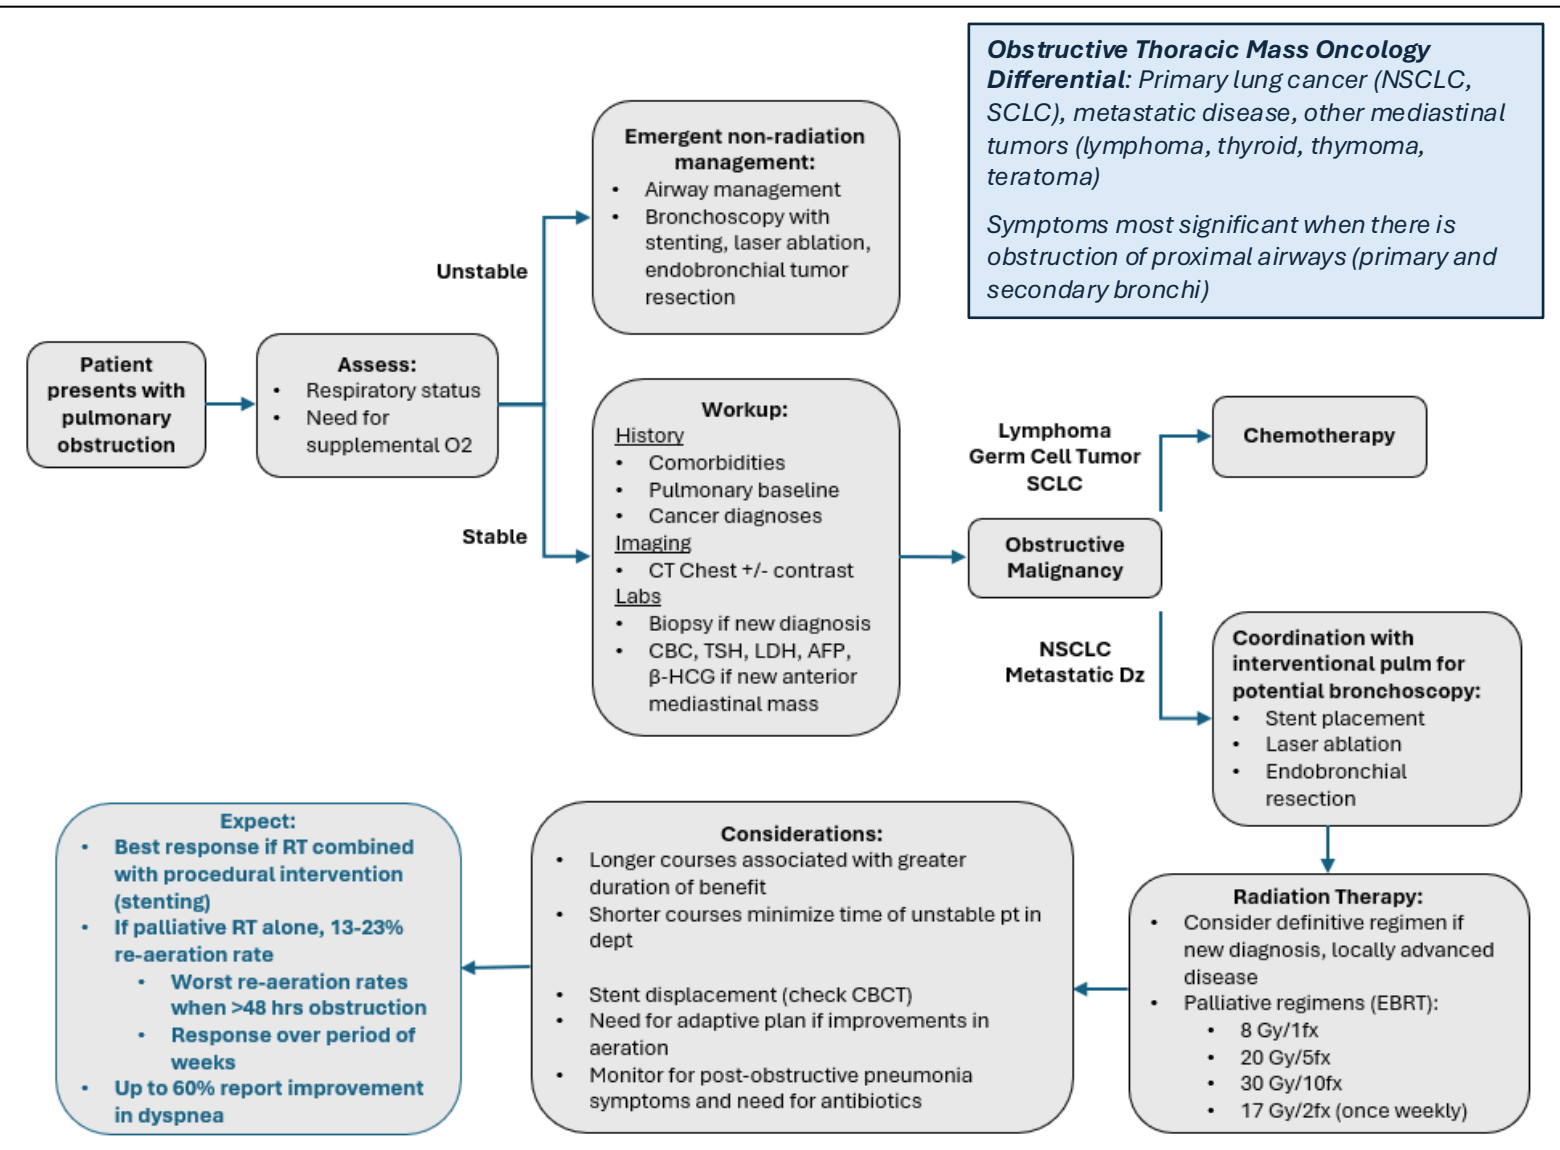 Obstructive Thoracic Mass Oncology
Differential: Primary lung cancer (NSCLC,
SCLC), metastatic disease, other mediastinal
tumors (lymphoma, thyroid, thymoma,
teratoma)
Symptoms most significant when there is
obstruction of proximal airways (primary and
secondary bronchi)
Patient
presents with
pulmonary
obstruction
Assess:
• Respiratory status
• Need for
supplemental O2
Unstable
Emergent non-radiation
management:
• Airway management
• Bronchoscopy with
stenting, laser ablation,
endobronchial tumor
resection
Stable
Workup:
History
• Comorbidities
• Pulmonary baseline
• Cancer diagnoses
Imaging
• CT Chest +/- contrast
Labs
• Biopsy if new diagnosis
• CBC, TSH, LDH, AFP,
β-HCG if new anterior
mediastinal mass
Obstructive
Malignancy
Lymphoma
Germ Cell Tumor
SCLC
Chemotherapy
NSCLC
Metastatic Dz
Coordination with
interventional pulm for
potential bronchoscopy:
• Stent placement
• Laser ablation
• Endobronchial
resection
Radiation Therapy:
• Consider definitive regimen if
new diagnosis, locally advanced
disease
• Palliative regimens (EBRT):
• 8 Gy/1fx
• 20 Gy/5fx
• 30 Gy/10fx
• 17 Gy/2fx (once weekly)
Considerations:
• Longer courses associated with greater
duration of benefit
• Shorter courses minimize time of unstable pt in
dept
• Stent displacement (check CBCT)
• Need for adaptive plan if improvements in
aeration
• Monitor for post-obstructive pneumonia
symptoms and need for antibiotics
Expect:
• Best response if RT combined
with procedural intervention
(stenting)
• If palliative RT alone, 13-23%
re-aeration rate
• Worst re-aeration rates
when >48 hrs obstruction
• Response over period of
weeks
• Up to 60% report improvement
in dyspnea